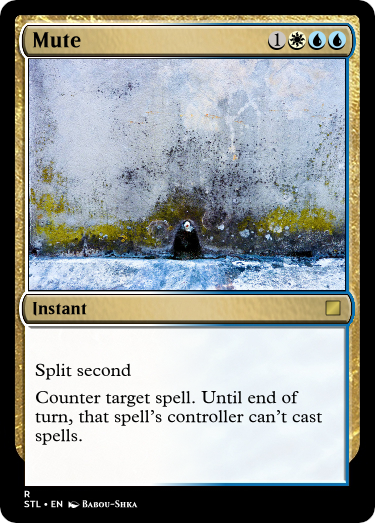 Mute 1
Instant
Split second
Counter target spell. Until end of
turn, that spell's controller can't cast
spells.
R
STL • EN Babou-Shka